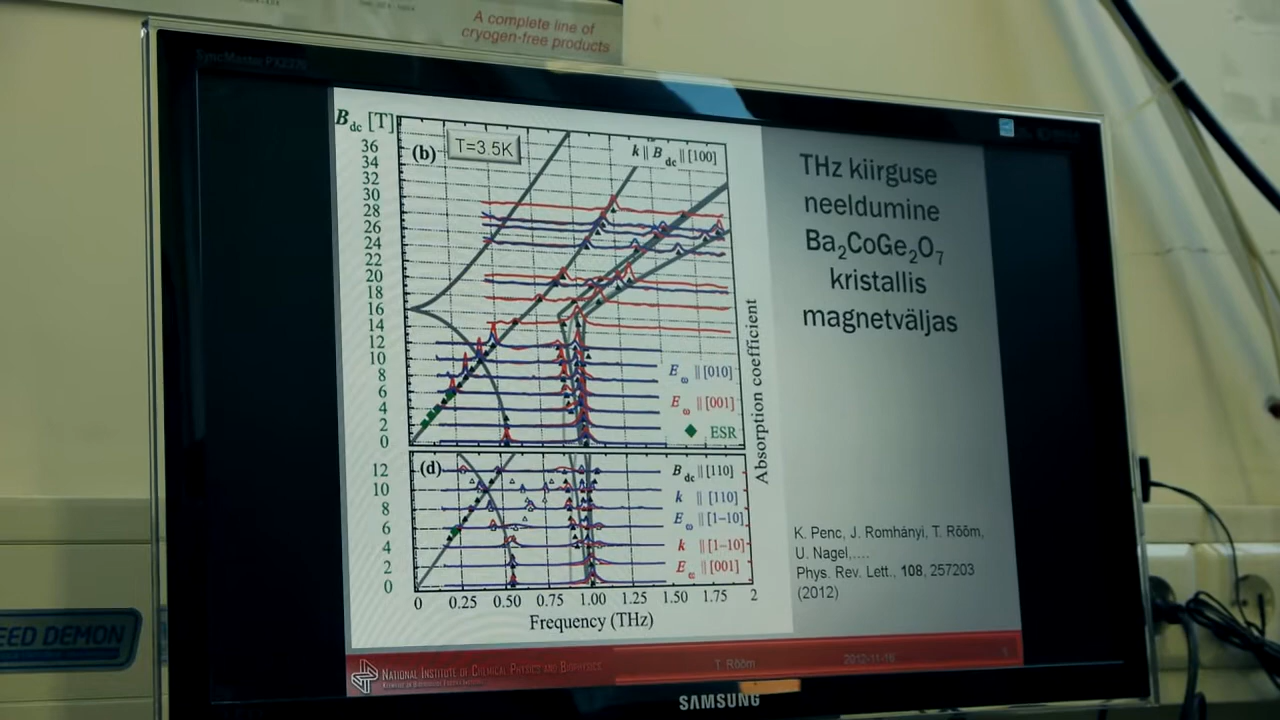 A complete line of
cryogen-free products
SyncMaster PX2370
B_dc [T]
36
34
32
30
28
26
24
22
20
18
16
14
12
10
8
6
4
2
0
(b)
T=3.5K
k || B_dc || [100]
E_ω || [010]
E_ω || [001]
ESR
Absorption coefficient
12
10
8
6
4
2
0
(d)
B_dc || [110]
k || [110]
E_ω || [1–10]
k || [1–10]
E_ω || [001]
0 0.25 0.50 0.75 1.00 1.25 1.50 1.75 2
Frequency (THz)
THz kiirguse
neeldumine
Ba₂CoGe₂O₇
kristallis
magnetväljas
K. Penc, J. Romhányi, T. Rõõm,
U. Nagel,....
Phys. Rev. Lett., 108, 257203
(2012)
National Institute of Chemical Physics and Biophysics
T. Rõõm
2012-11-16
SAMSUNG
EED DEMON